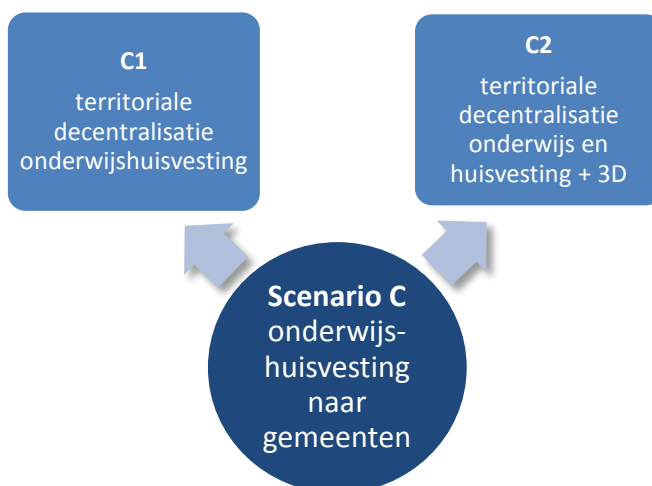 C1
territoriale
decentralisatie
onderwijshuisvesting
C2
territoriale
decentralisatie
onderwijs en
huisvesting + 3D
Scenario C
onderwijs-
huisvesting
naar
gemeenten